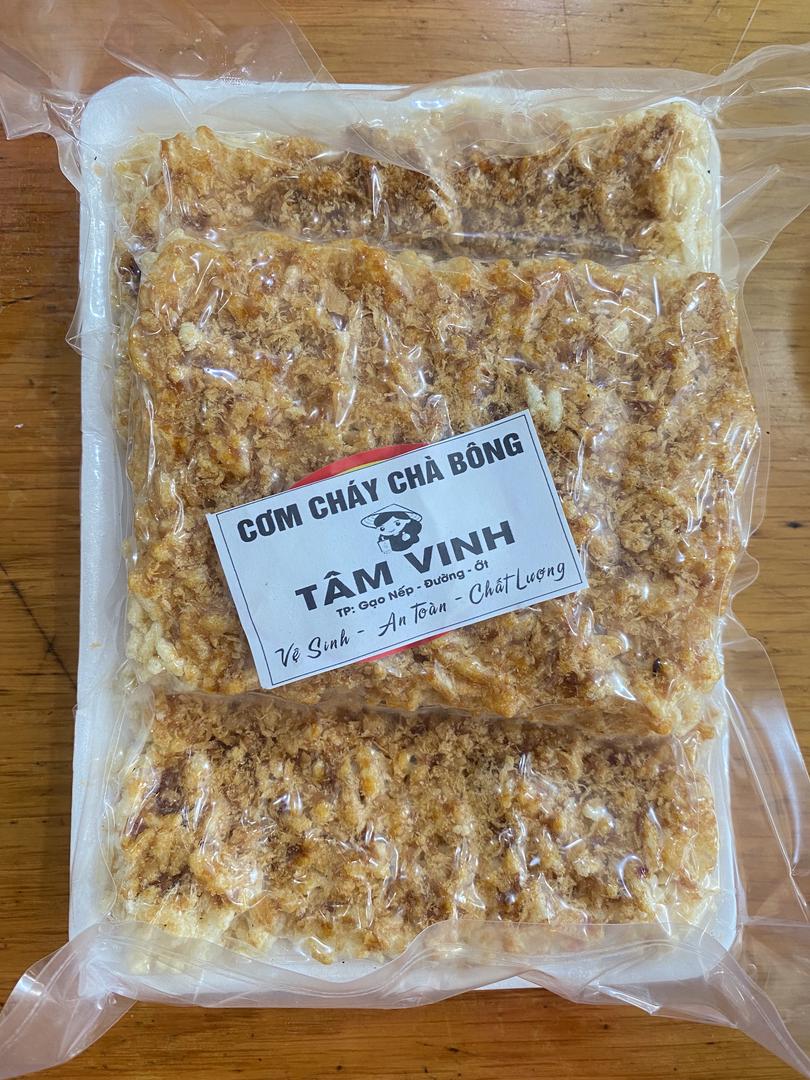 CƠM CHÁY CHÀ BÔNG
TÂM VINH
TP: Gạo Nếp - Đường - Ớt
Vệ Sinh - An Toàn - Chất Lượng